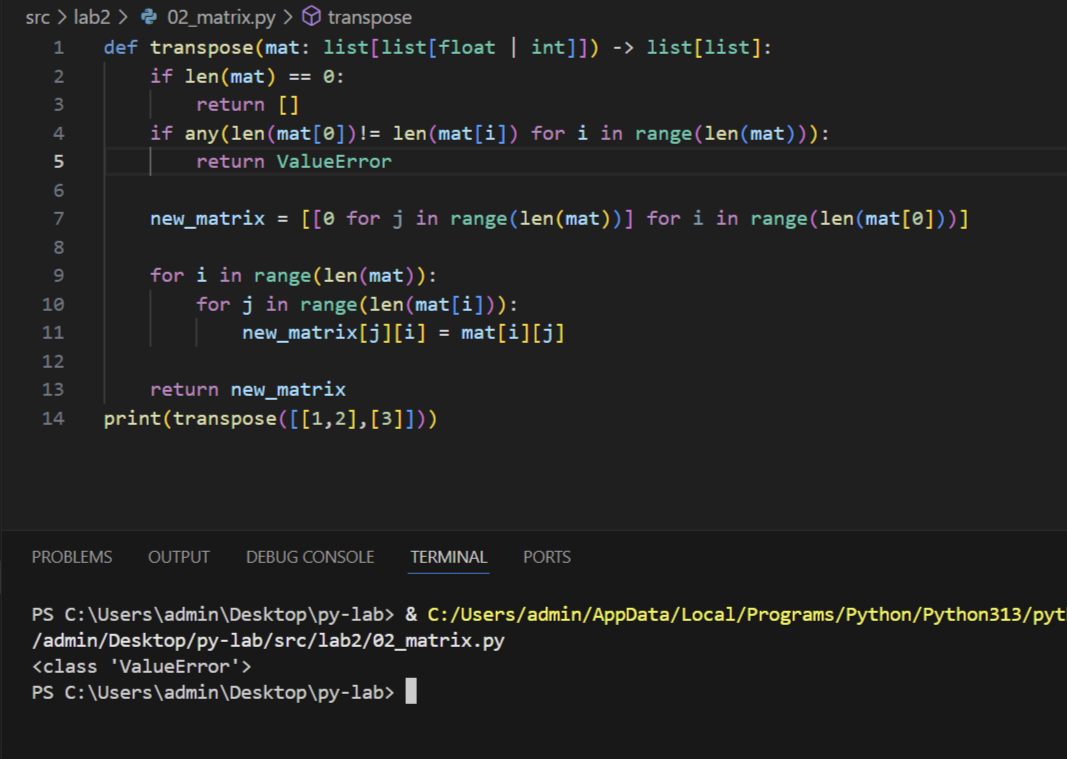 src > lab2 > 02_matrix.py > transpose
1 def transpose(mat: list[list[float | int]]) -> list[list]:
2     if len(mat) == 0:
3         return []
4     if any(len(mat[0])!= len(mat[i]) for i in range(len(mat))):
5         return ValueError
6
7     new_matrix = [[0 for j in range(len(mat))] for i in range(len(mat[0]))]
8
9     for i in range(len(mat)):
10         for j in range(len(mat[i])):
11             new_matrix[j][i] = mat[i][j]
12
13     return new_matrix
14 print(transpose([[1,2],[3]]))
PROBLEMS OUTPUT DEBUG CONSOLE TERMINAL PORTS
PS C:\Users\admin\Desktop\py-lab> & C:/Users/admin/AppData/Local/Programs/Python/Python313/pyt
/admin/Desktop/py-lab/src/lab2/02_matrix.py
<class 'ValueError'>
PS C:\Users\admin\Desktop\py-lab>